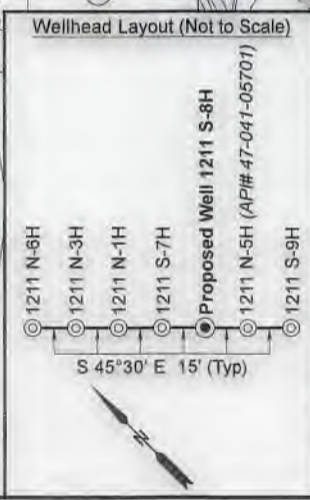 Wellhead Layout (Not to Scale)
1211 N-6H
1211 N-3H
1211 N-1H
1211 S-7H
Proposed Well 1211 S-8H
1211 N-5H (API# 47-041-05701)
1211 S-9H
S 45°30' E 15' (Typ)
N